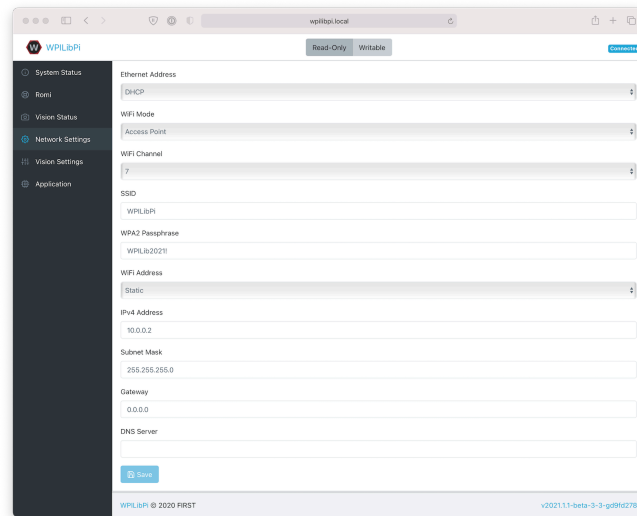 wpilibpi.local
W WPILibPi
Read-Only Writable
Connected
System Status
Romi
Vision Status
Network Settings
Vision Settings
Application
Ethernet Address
DHCP
WiFi Mode
Access Point
WiFi Channel
7
SSID
WPILibPi
WPA2 Passphrase
WPILib2021!
WiFi Address
Static
IPv4 Address
10.0.0.2
Subnet Mask
255.255.255.0
Gateway
0.0.0.0
DNS Server
Save
WPILibPi © 2020 FIRST
v2021.1.1-beta-3-3-gd9fd278